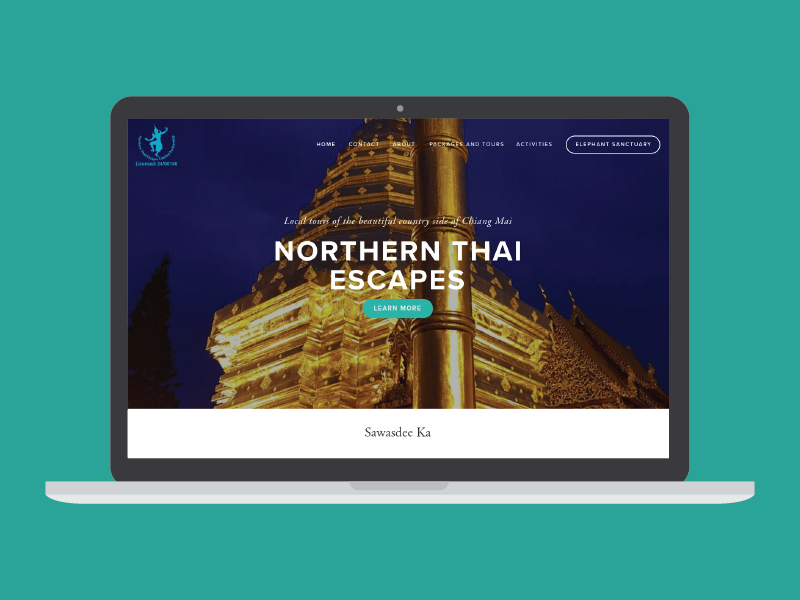 Licensed: 24/00146
HOME CONTACT ABOUT PACKAGES AND TOURS ACTIVITIES ELEPHANT SANCTUARY
Local tours of the beautiful country side of Chiang Mai
NORTHERN THAI
ESCAPES
LEARN MORE
Sawasdee Ka